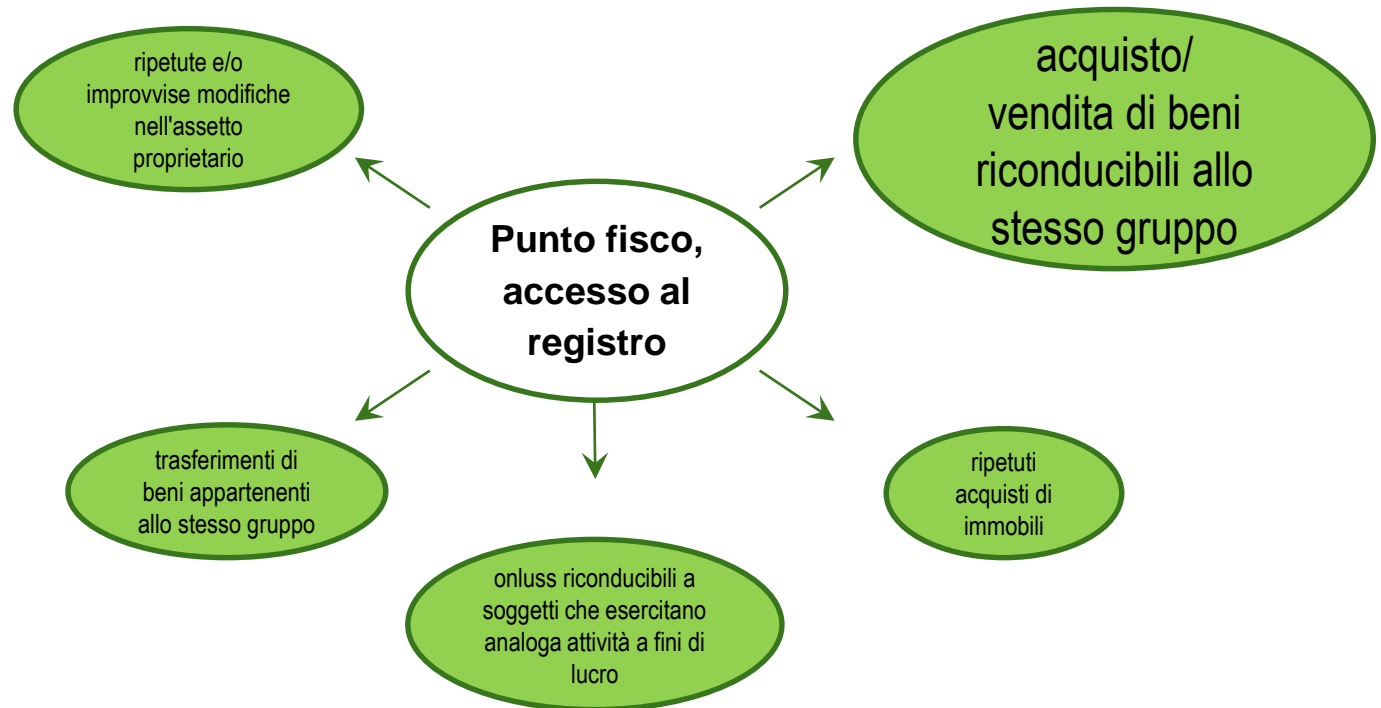 ripetute e/o
improvvise modifiche
nell'assetto
proprietario
acquisto/
vendita di beni
riconducibili allo
stesso gruppo
Punto fisco,
accesso al
registro
trasferimenti di
beni appartenenti
allo stesso gruppo
ripetuti
acquisti di
immobili
onluss riconducibili a
soggetti che esercitano
analoga attività a fini di
lucro